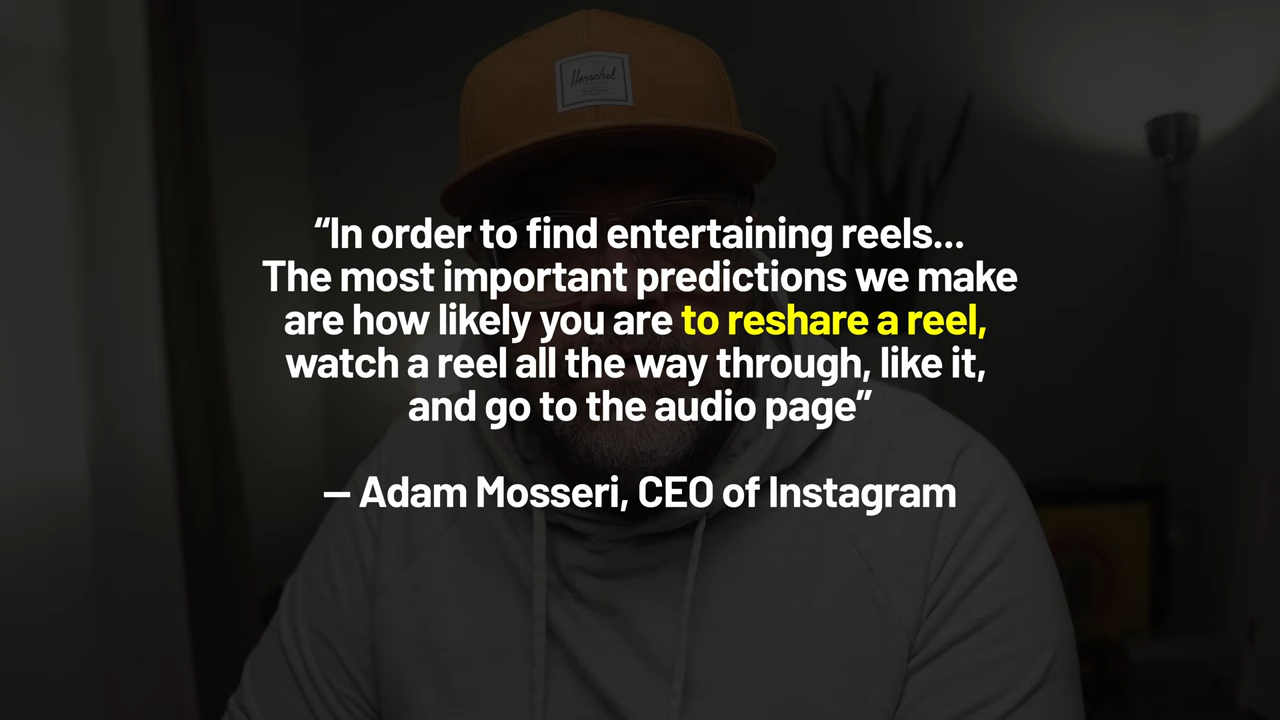 Herschel
“In order to find entertaining reels...
The most important predictions we make
are how likely you are to reshare a reel,
watch a reel all the way through, like it,
and go to the audio page”
— Adam Mosseri, CEO of Instagram